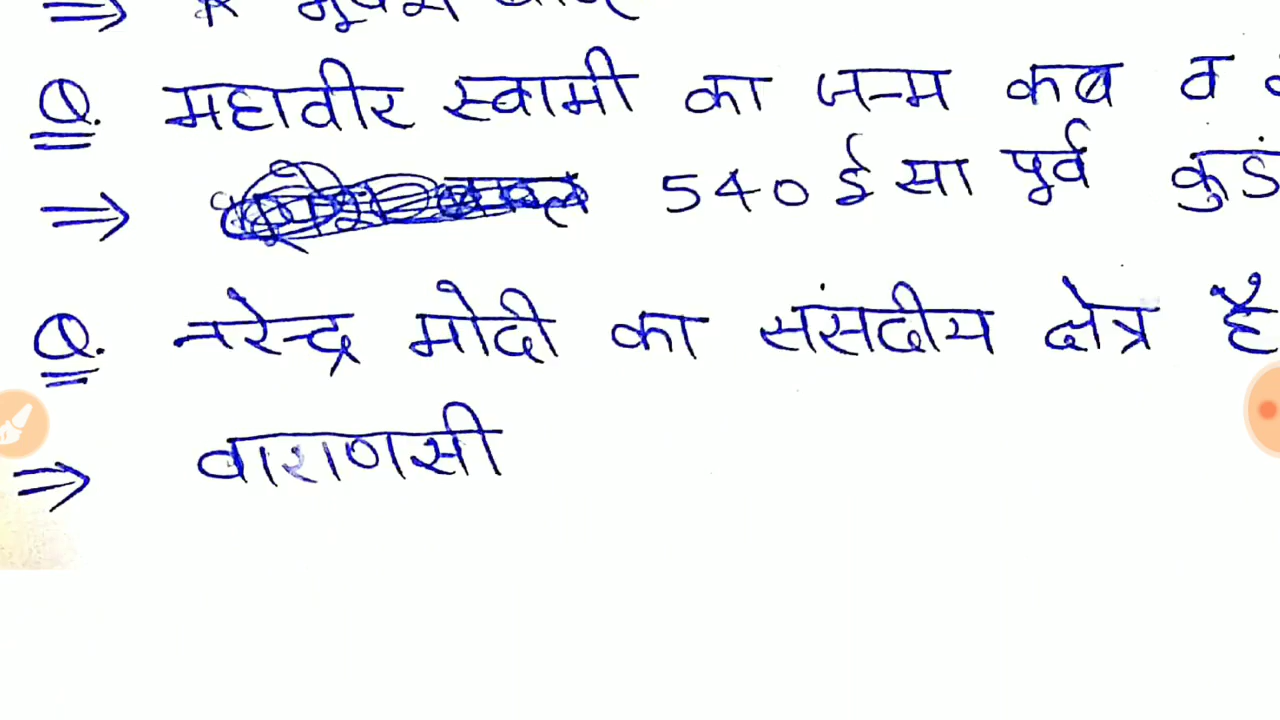 Q. महावीर स्वामी का जन्म कब व
⇒ 540 ईसा पूर्व कुडं
Q. नरेन्द्र मोदी का संसदीय क्षेत्र है
⇒ वाराणसी